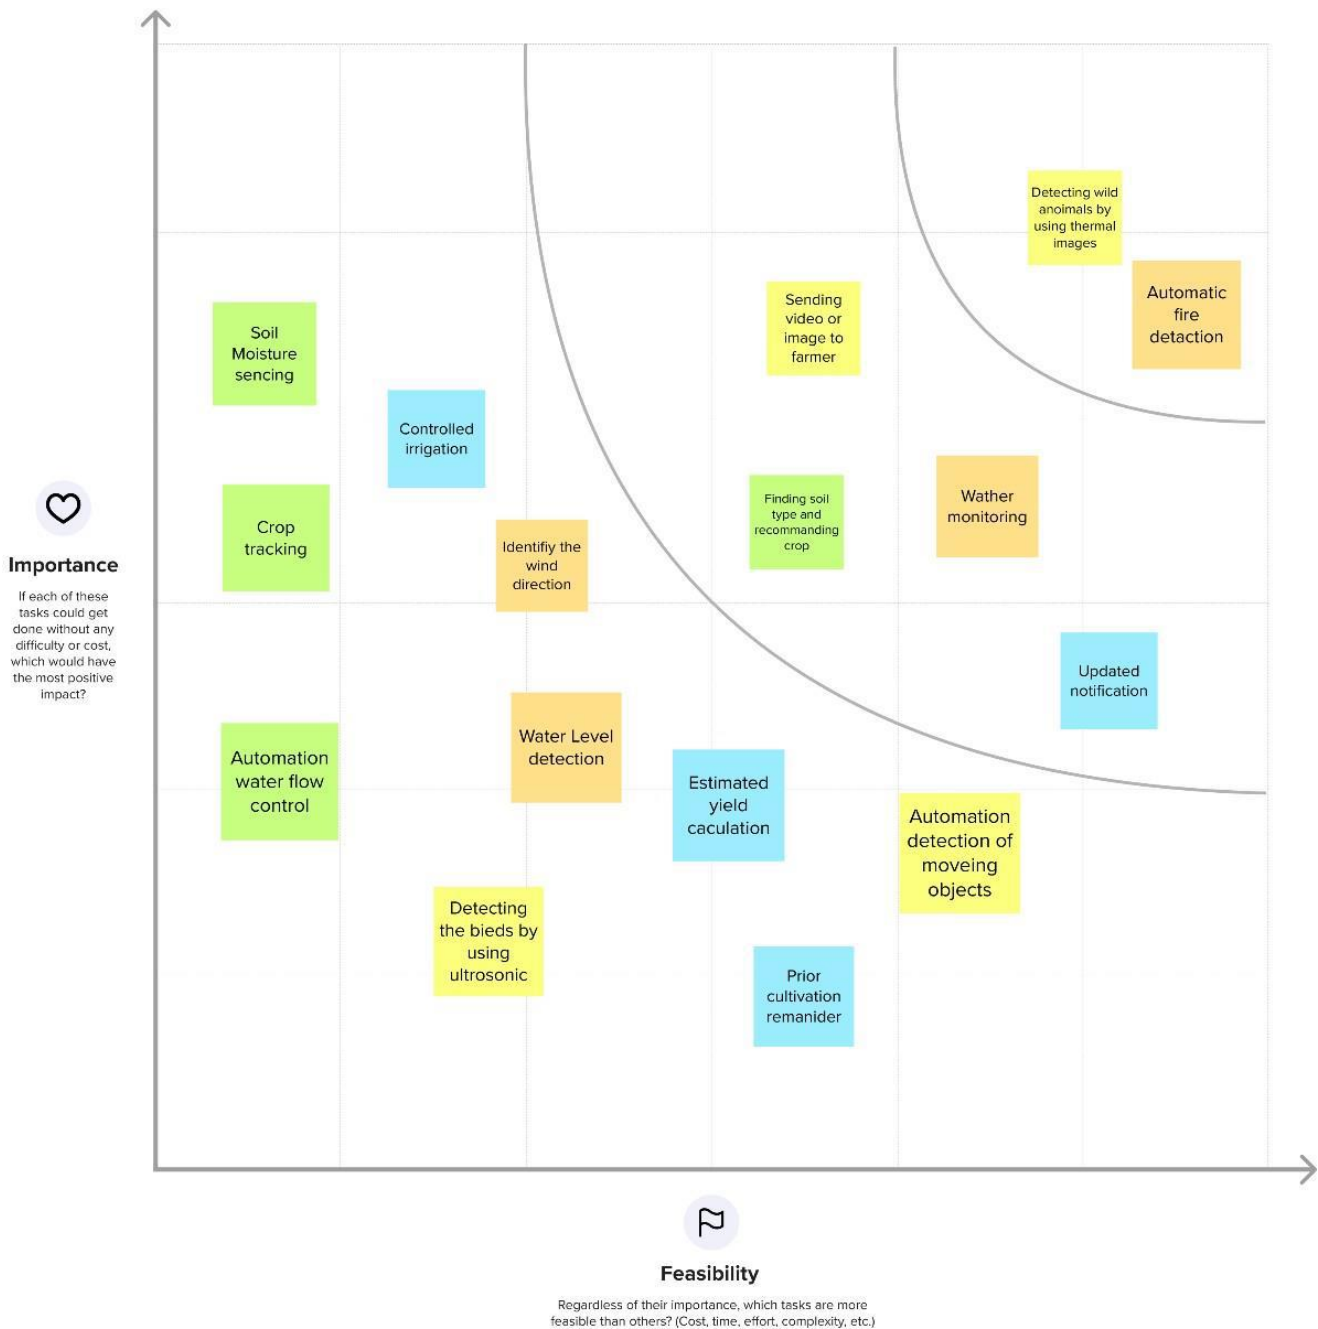 Detecting wild
anoimals by
using thermal
images
Automatic
fire
detaction
Sending
video or
image to
farmer
Soil
Moisture
sencing
Controlled
irrigation
Finding soil
type and
recommanding
crop
Wather
monitoring
Crop
tracking
Identifiy the
wind
direction
Importance
If each of these
tasks could get
done without any
difficulty or cost,
which would have
the most positive
impact?
Updated
notification
Automation
water flow
control
Water Level
detection
Estimated
yield
caculation
Automation
detection of
moveing
objects
Detecting
the bieds by
using
ultrosonic
Prior
cultivation
remanider
Feasibility
Regardless of their importance, which tasks are more
feasible than others? (Cost, time, effort, complexity, etc.)